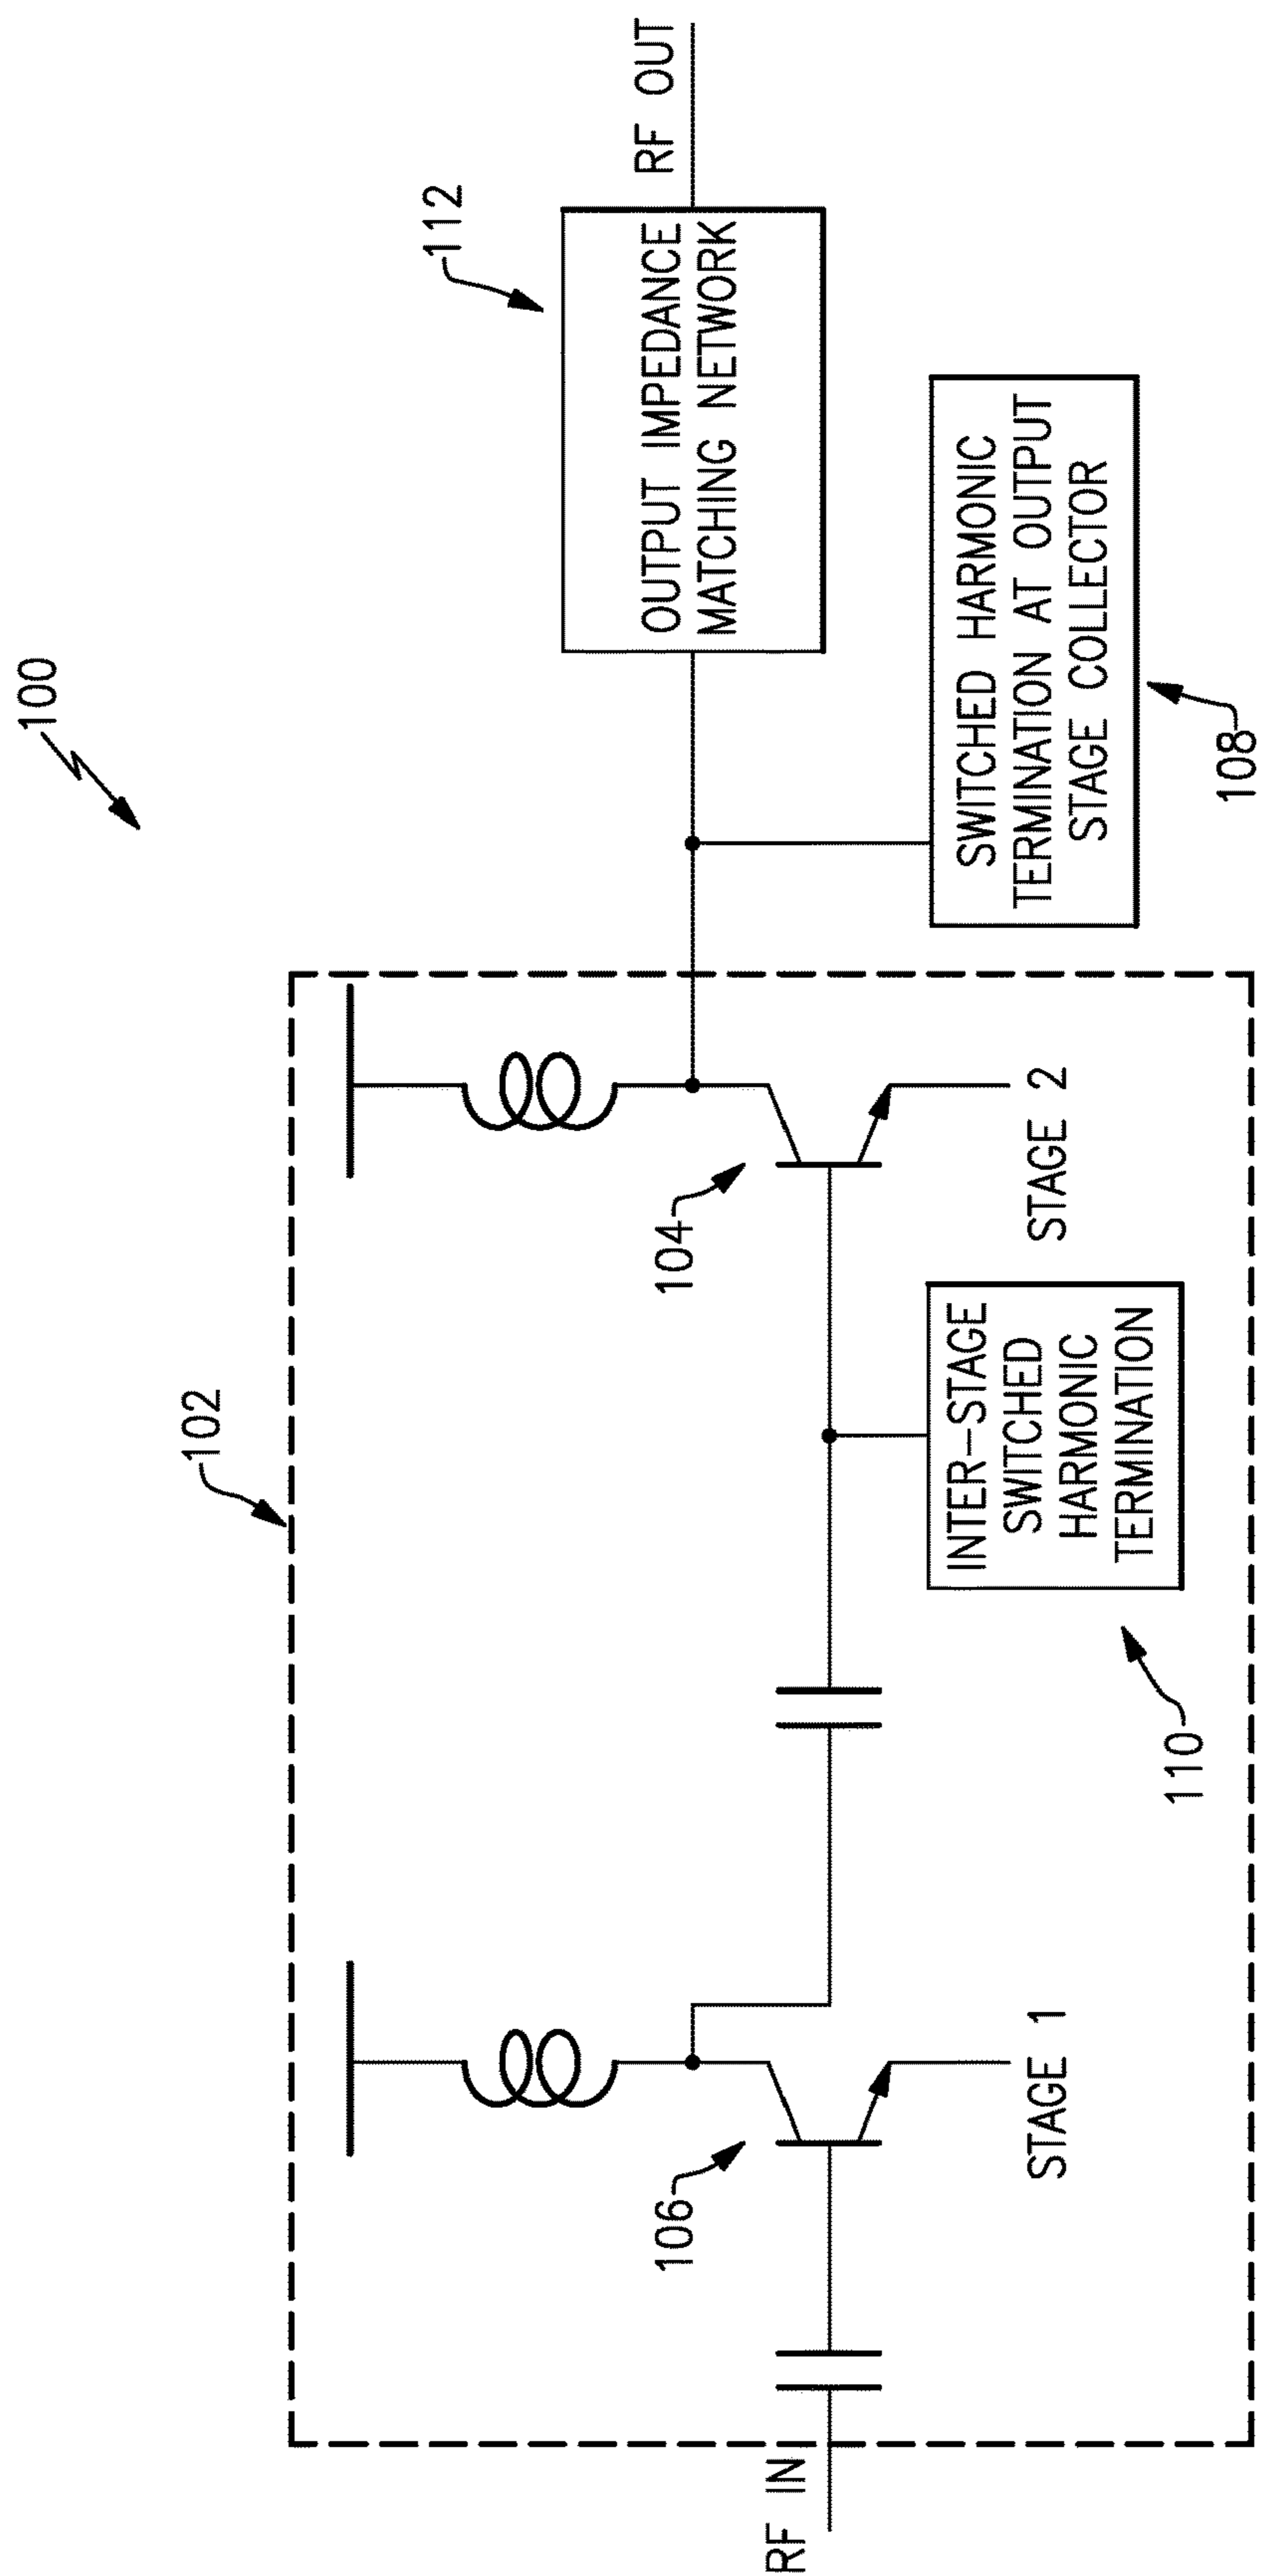 100
102
112
RF OUT
OUTPUT IMPEDANCE
MATCHING NETWORK
106
104
RF IN
STAGE 1
INTER-STAGE
SWITCHED
HARMONIC
TERMINATION
110
STAGE 2
SWITCHED HARMONIC
TERMINATION AT OUTPUT
STAGE COLLECTOR
108